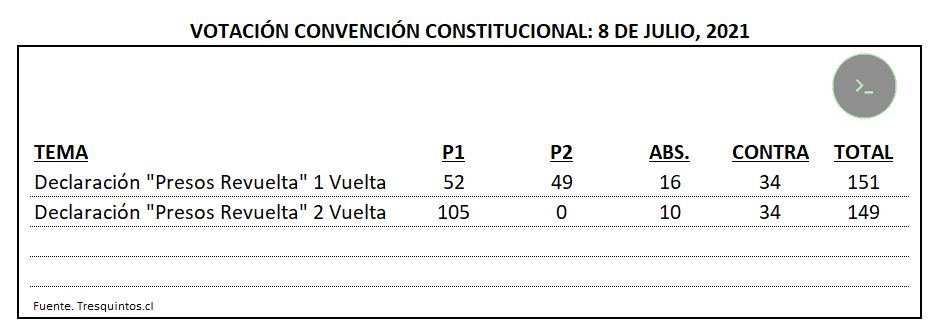 VOTACIÓN CONVENCIÓN CONSTITUCIONAL: 8 DE JULIO, 2021
>_
TEMA P1 P2 ABS. CONTRA TOTAL
Declaración "Presos Revuelta" 1 Vuelta 52 49 16 34 151
Declaración "Presos Revuelta" 2 Vuelta 105 0 10 34 149
Fuente. Tresquintos.cl